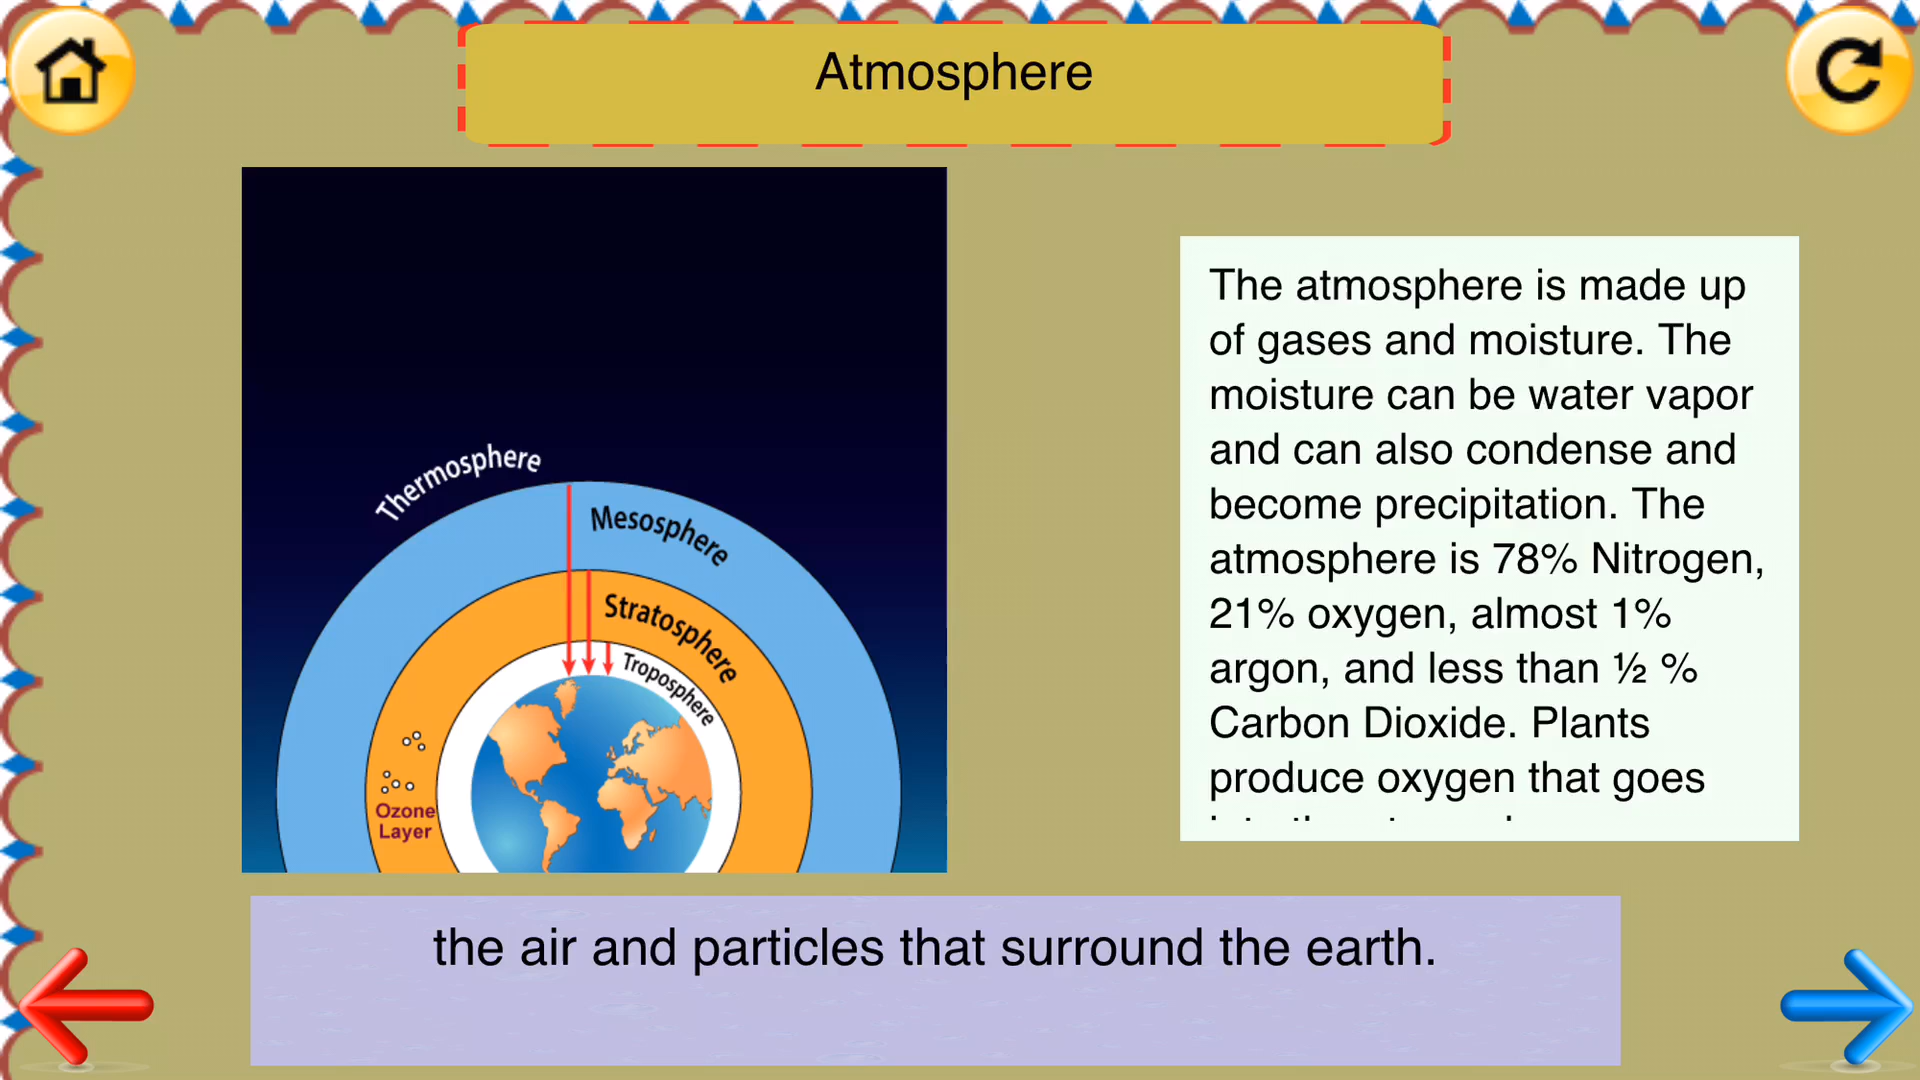 Atmosphere
Thermosphere
Mesosphere
Stratosphere
Troposphere
Ozone
Layer
The atmosphere is made up
of gases and moisture. The
moisture can be water vapor
and can also condense and
become precipitation. The
atmosphere is 78% Nitrogen,
21% oxygen, almost 1%
argon, and less than ½ %
Carbon Dioxide. Plants
produce oxygen that goes
the air and particles that surround the earth.